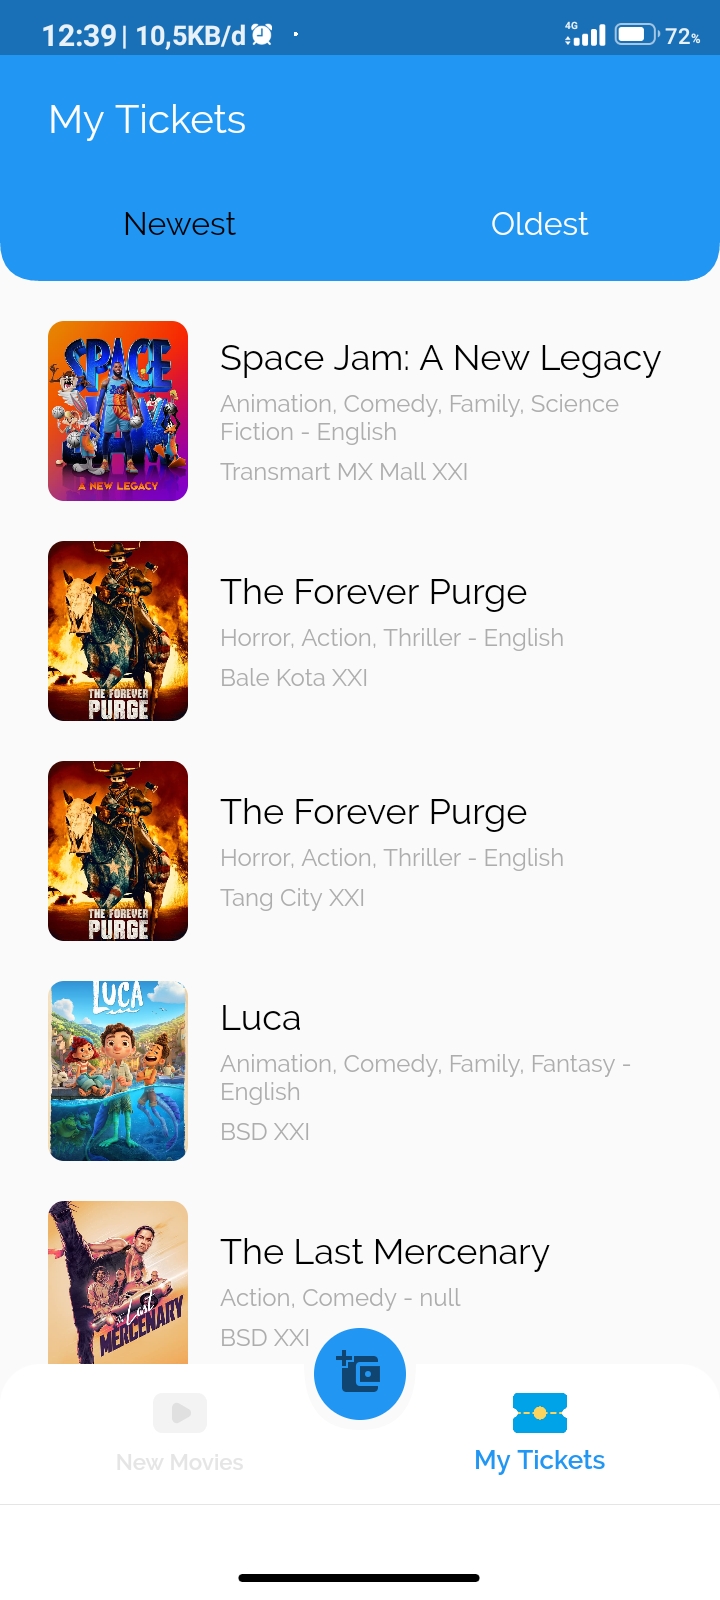 12:39 | 10,5KB/d
4G
72%
My Tickets
Newest
Oldest
SPACE
JAM
A NEW LEGACY
Space Jam: A New Legacy
Animation, Comedy, Family, Science
Fiction - English
Transmart MX Mall XXI
THE FOREVER
PURGE
The Forever Purge
Horror, Action, Thriller - English
Bale Kota XXI
THE FOREVER
PURGE
The Forever Purge
Horror, Action, Thriller - English
Tang City XXI
LUCA
Luca
Animation, Comedy, Family, Fantasy -
English
BSD XXI
The Last
MERCENARY
The Last Mercenary
Action, Comedy - null
BSD XXI
New Movies
My Tickets